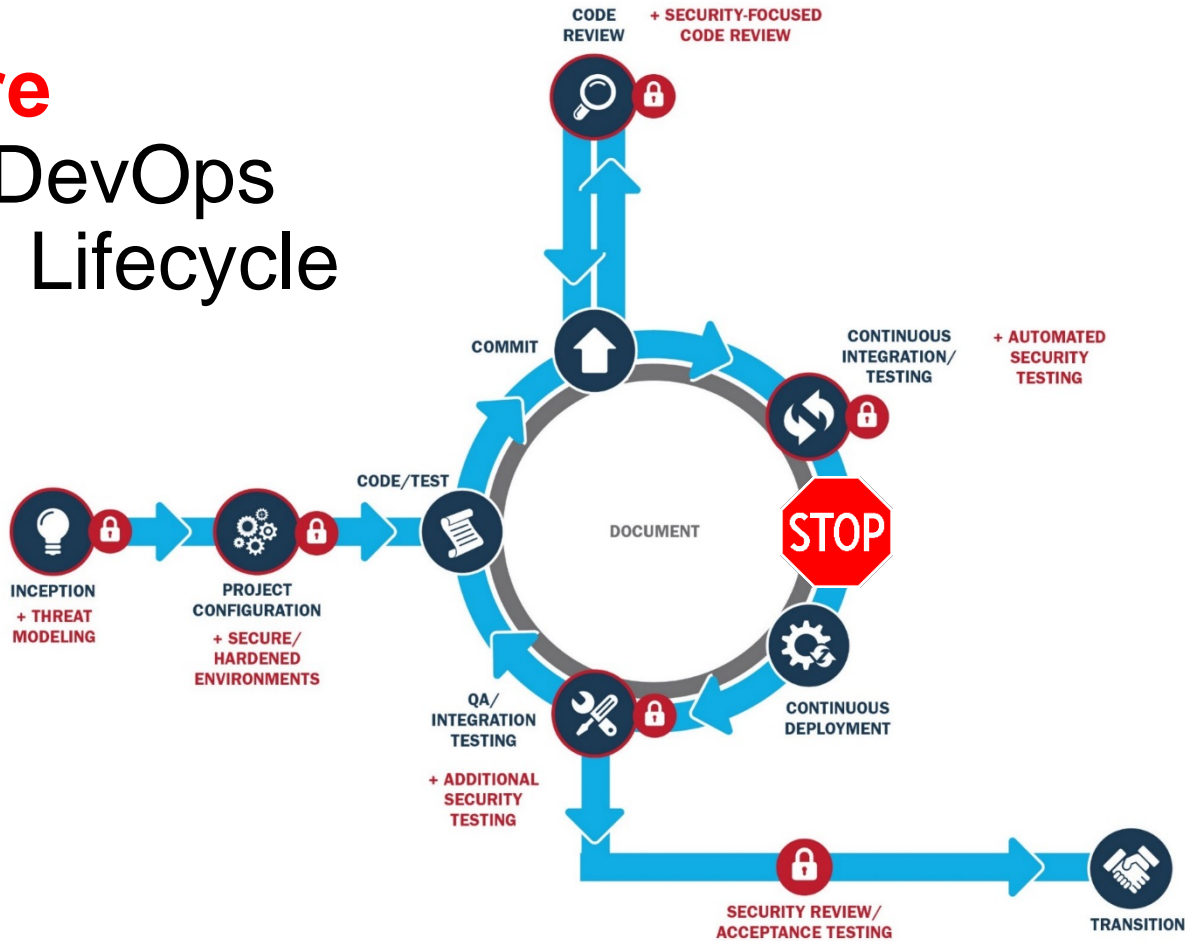 re
DevOps
Lifecycle
CODE
REVIEW
+ SECURITY-FOCUSED
CODE REVIEW
COMMIT
CONTINUOUS
INTEGRATION/
TESTING
+ AUTOMATED
SECURITY
TESTING
CODE/TEST
DOCUMENT
STOP
INCEPTION
+ THREAT
MODELING
PROJECT
CONFIGURATION
+ SECURE/
HARDENED
ENVIRONMENTS
QA/
INTEGRATION
TESTING
+ ADDITIONAL
SECURITY
TESTING
CONTINUOUS
DEPLOYMENT
SECURITY REVIEW/
ACCEPTANCE TESTING
TRANSITION